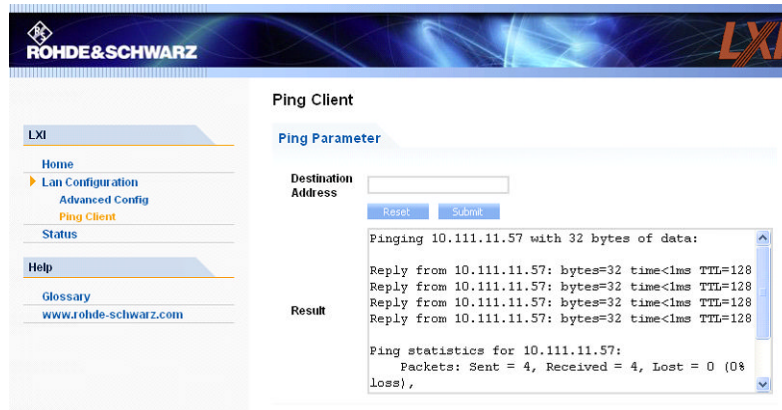 ROHDE&SCHWARZ
LXI
Ping Client
LXI
Home
Lan Configuration
Advanced Config
Ping Client
Status
Help
Glossary
www.rohde-schwarz.com
Ping Parameter
Destination
Address
Reset
Submit
Result
Pinging 10.111.11.57 with 32 bytes of data:
Reply from 10.111.11.57: bytes=32 time<1ms TTL=128
Reply from 10.111.11.57: bytes=32 time<1ms TTL=128
Reply from 10.111.11.57: bytes=32 time<1ms TTL=128
Reply from 10.111.11.57: bytes=32 time<1ms TTL=128
Ping statistics for 10.111.11.57:
Packets: Sent = 4, Received = 4, Lost = 0 (0%
loss),